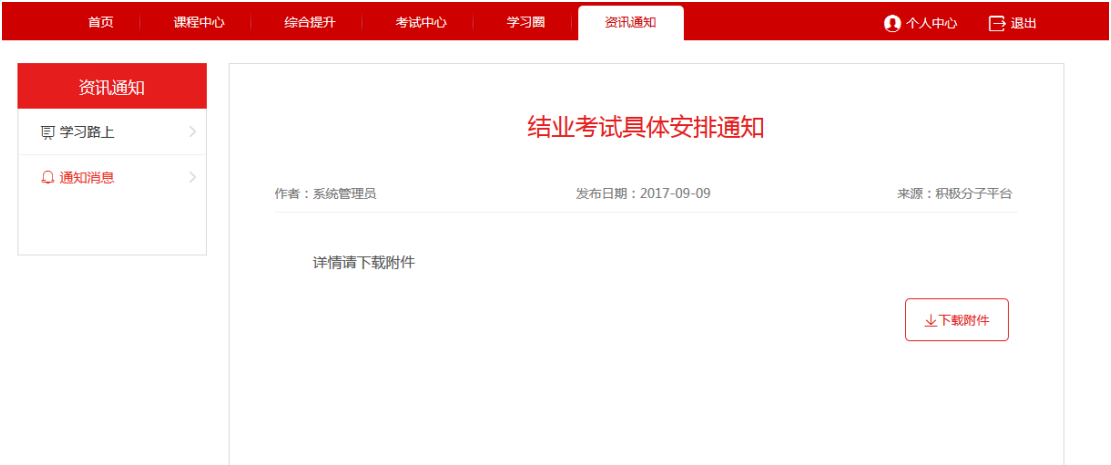 首页 课程中心 综合提升 考试中心 学习圈 资讯通知 个人中心 退出
资讯通知
学习路上
通知消息
结业考试具体安排通知
作者：系统管理员 发布日期：2017-09-09 来源：积极分子平台
详情请下载附件
下载附件